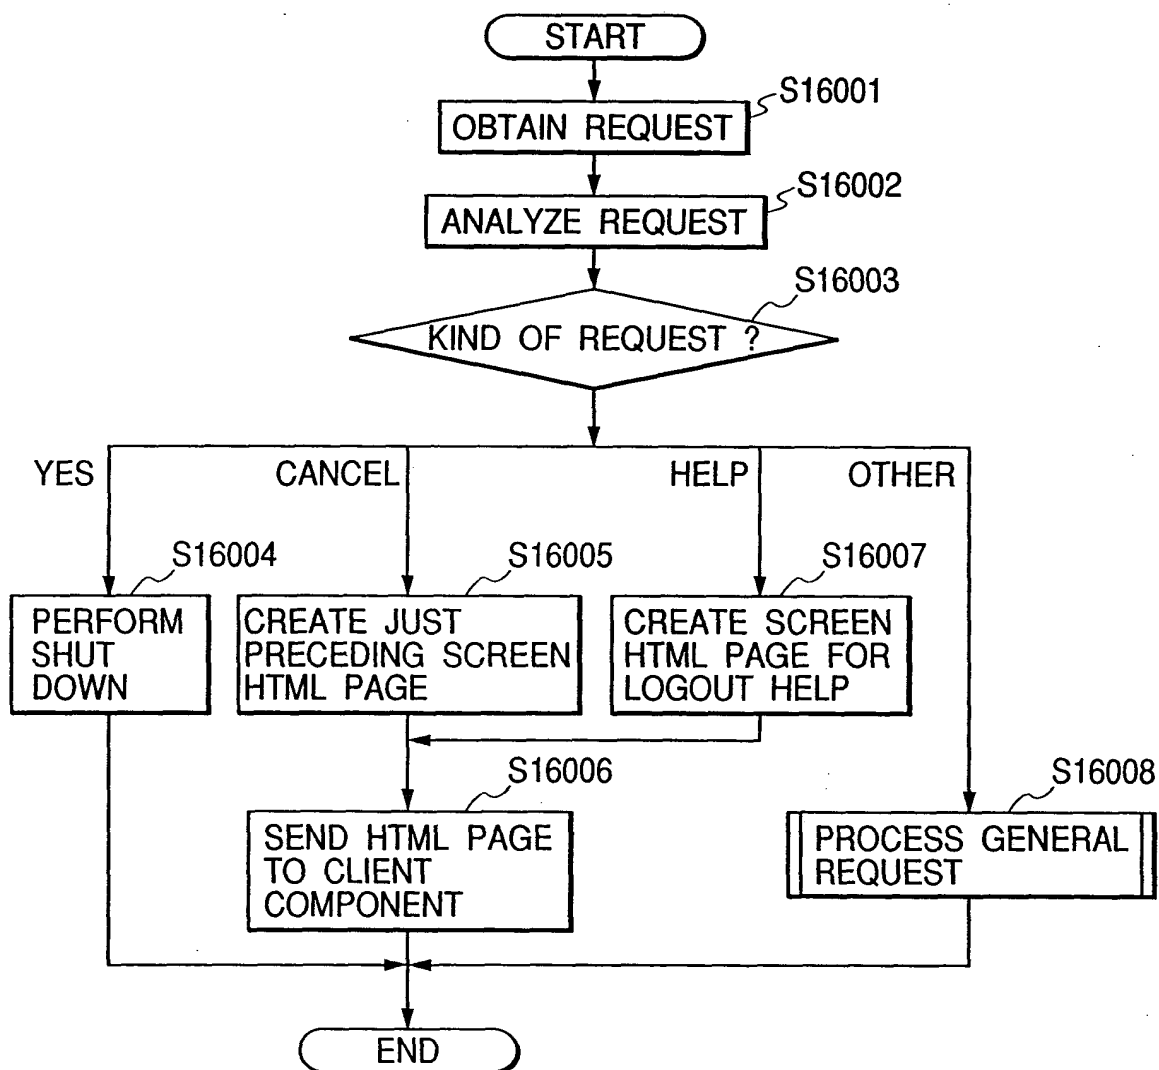 START
S16001
OBTAIN REQUEST
S16002
ANALYZE REQUEST
S16003
KIND OF REQUEST ?
YES
CANCEL
HELP
OTHER
S16004
PERFORM
SHUT
DOWN
S16005
CREATE JUST
PRECEDING SCREEN
HTML PAGE
S16007
CREATE SCREEN
HTML PAGE FOR
LOGOUT HELP
S16006
SEND HTML PAGE
TO CLIENT
COMPONENT
S16008
PROCESS GENERAL
REQUEST
END